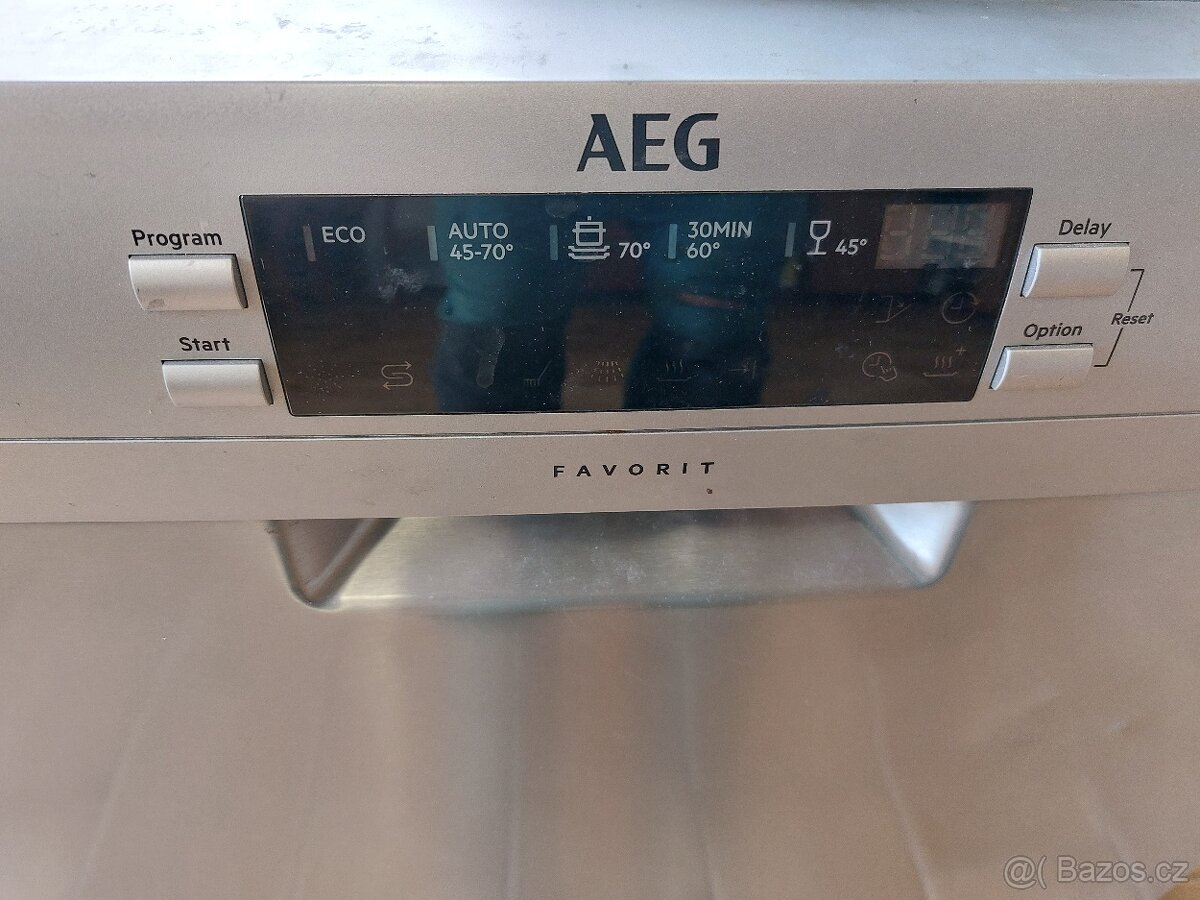 AEG
Program
Start
ECO
AUTO
45-70°
70°
30MIN
60°
45°
Delay
Option
Reset
FAVORIT
@( Bazos.cz